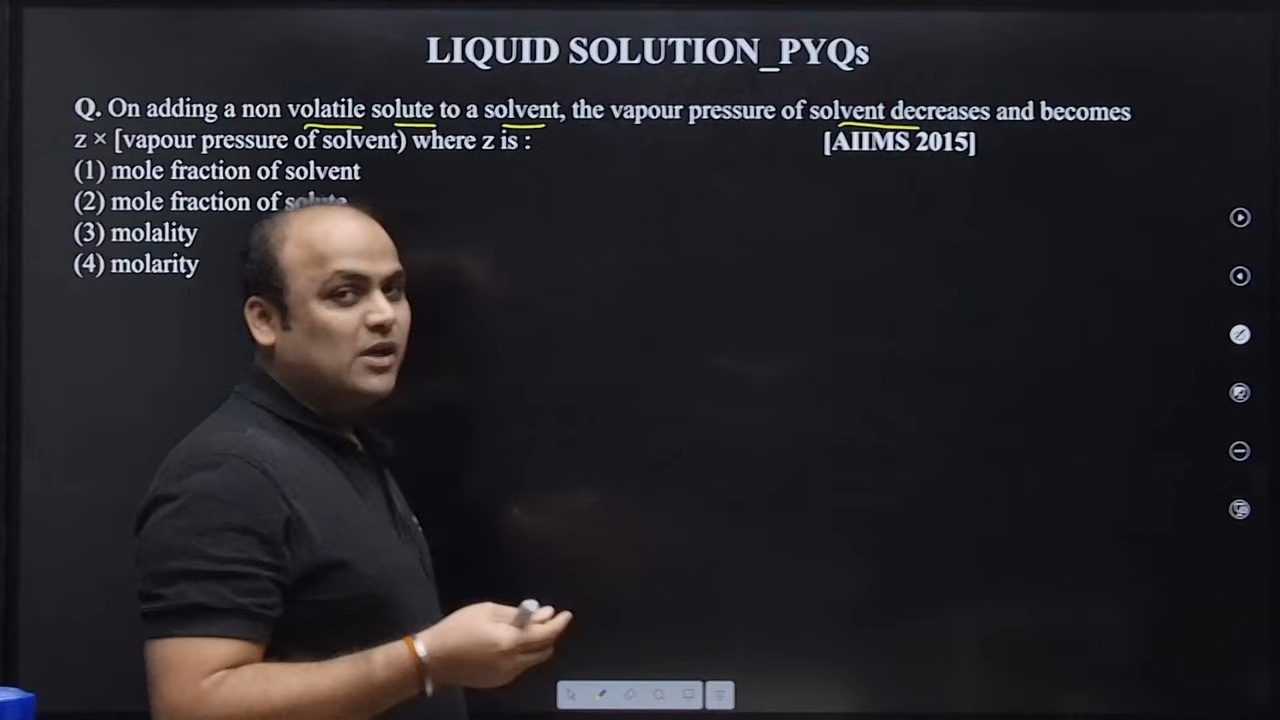 LIQUID SOLUTION_PYQs
Q. On adding a non volatile solute to a solvent, the vapour pressure of solvent decreases and becomes
z × [vapour pressure of solvent) where z is :
[AIIMS 2015]
(1) mole fraction of solvent
(2) mole fraction of solute
(3) molality
(4) molarity